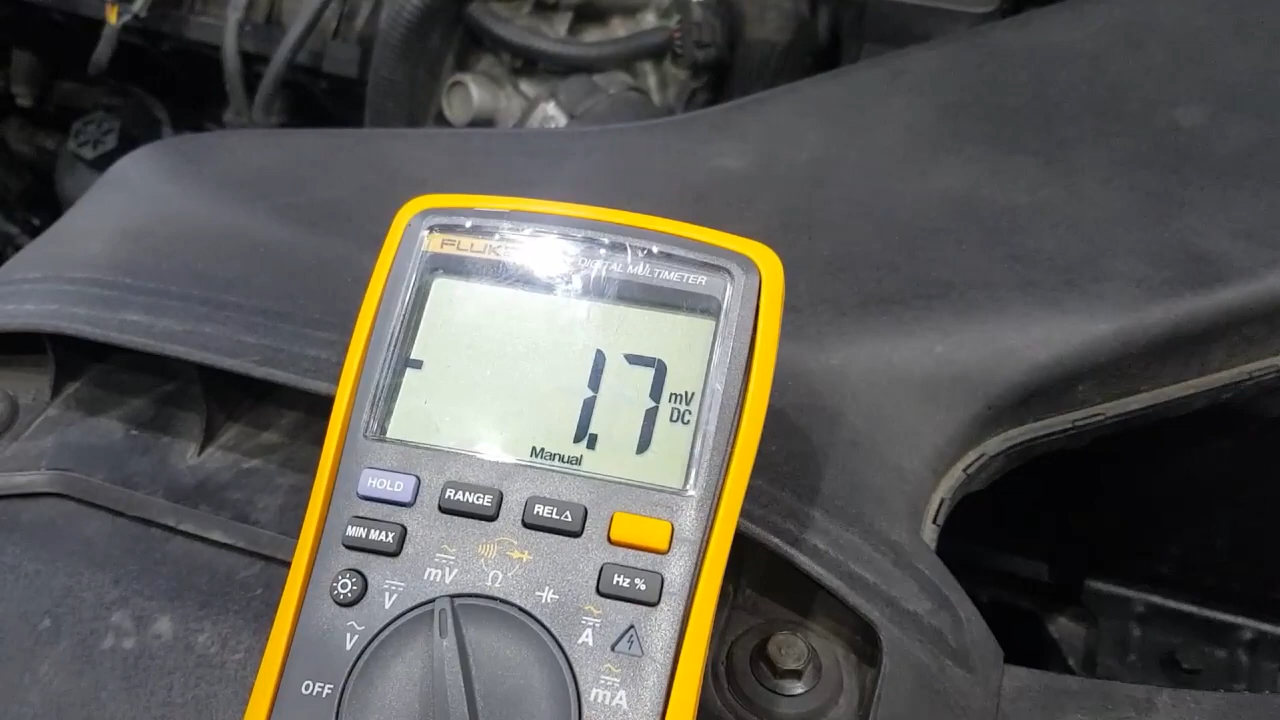 FLUKE
DIGITAL MULTIMETER
- 1.7 mV DC
Manual
HOLD
RANGE
REL∆
MIN MAX
Hz %
mV
Ω
V
A
V
OFF
mA